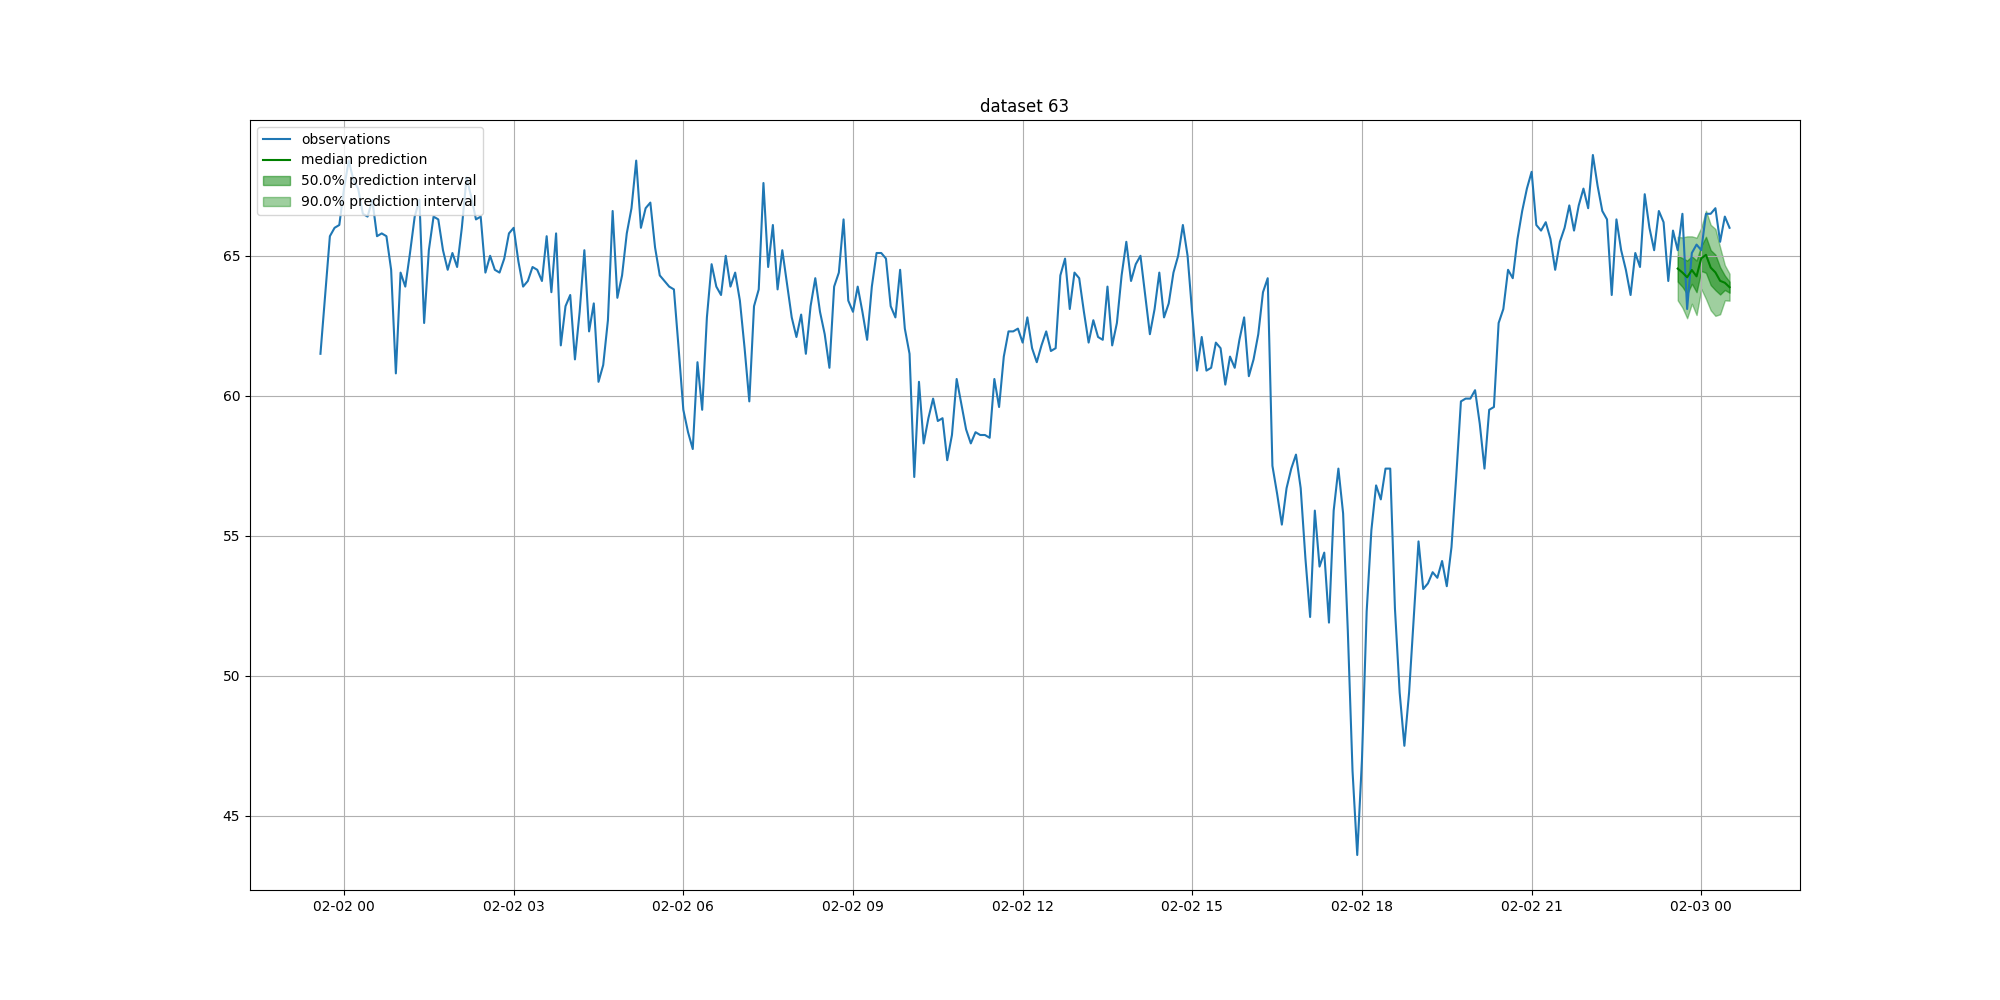 dataset 63
observations
median prediction
50.0% prediction interval
90.0% prediction interval
65
60
55
50
45
02-02 00 02-02 03 02-02 06 02-02 09 02-02 12 02-02 15 02-02 18 02-02 21 02-03 00